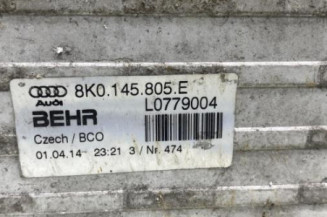 8K0.145.805.E
Audi
L0779004
BEHR
Czech / BCO
01.04.14 23:21 3 / Nr. 474